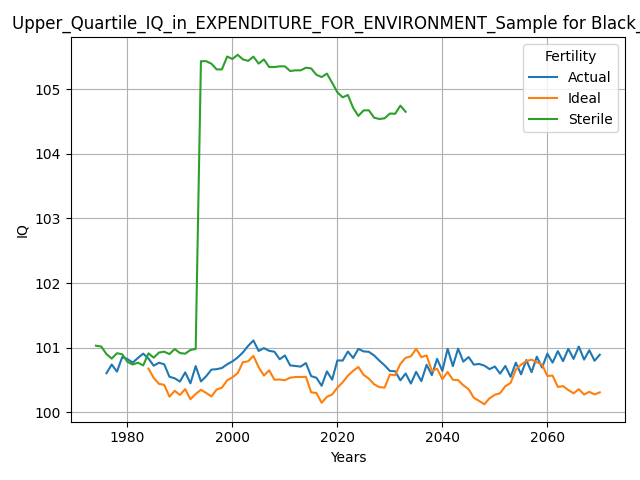 Upper_Quartile_IQ_in_EXPENDITURE_FOR_ENVIRONMENT_Sample for Black_
Fertility
Actual
Ideal
Sterile
105
104
103
102
101
100
IQ
1980
2000
2020
2040
2060
Years